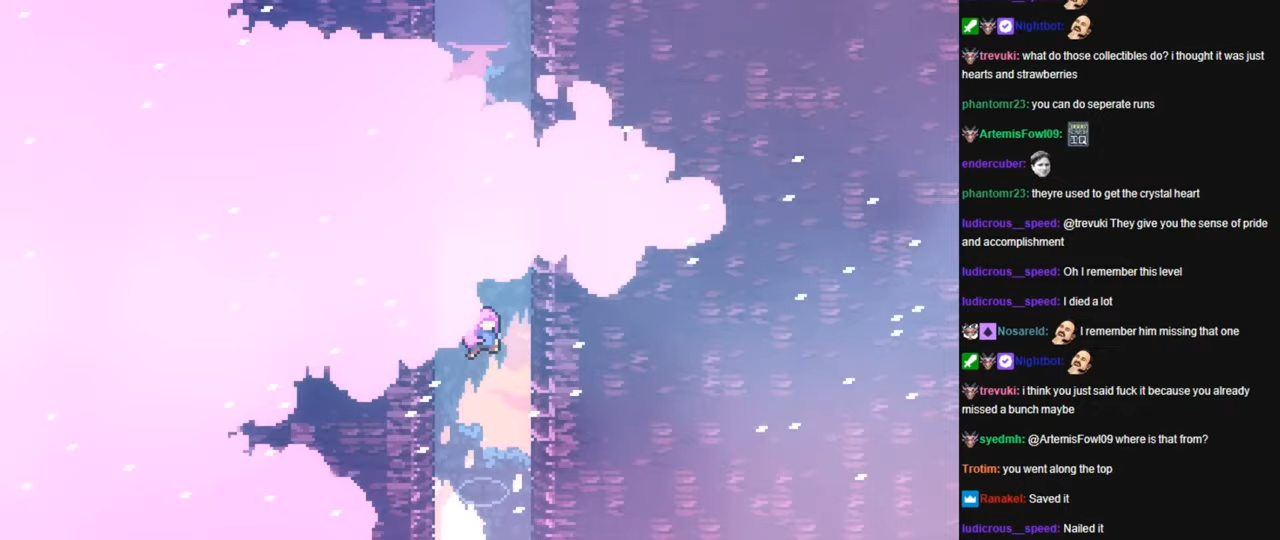 Nightbot:
trevuki: what do those collectibles do? i thought it was just
hearts and strawberries
phantomr23: you can do seperate runs
ArtemisFowl09:
endercuber:
phantomr23: theyre used to get the crystal heart
ludicrous__speed: @trevuki They give you the sense of pride
and accomplishment
ludicrous__speed: Oh I remember this level
ludicrous__speed: I died a lot
Nosareld: I remember him missing that one
Nightbot:
trevuki: i think you just said fuck it because you already
missed a bunch maybe
syedmh: @ArtemisFowl09 where is that from?
Trotim: you went along the top
Ranakel: Saved it
ludicrous__speed: Nailed it